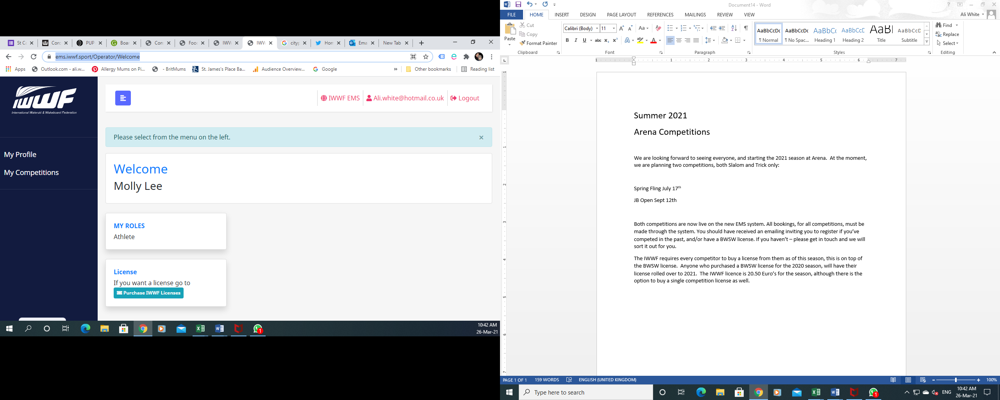 St Ca
Corc
PUP
Boar
Con
Food
IWW
IWW
cityp
Hom
Ema
New Tab
ems.iwwf.sport/Operator/Welcome
Apps
Outlook.com - ali.w...
Allergy Mums on Pi...
- BritMums
St. James's Place Ba...
Audience Overview...
Google
»
Other bookmarks
Reading list
IWWF
International Waterski & Wakeboard Federation
IWWF EMS
Ali.white@hotmail.co.uk
Logout
Please select from the menu on the left.
My Profile
My Competitions
Welcome
Molly Lee
MY ROLES
Athlete
License
If you want a license go to
Purchase IWWF Licenses
1
10:42 AM
26-Mar-21
Document14 - Word
FILE HOME INSERT DESIGN PAGE LAYOUT REFERENCES MAILINGS REVIEW VIEW
Ali White
Paste
Cut
Copy
Format Painter
Clipboard
Calibri (Body) 11
Font
Paragraph
AaBbCcDc AaBbCcDc AaBbCc AaBbCcD AaBl AaBbCcD
¶ Normal ¶ No Spac... Heading 1 Heading 2 Title Subtitle
Styles
Find
Replace
Select
Editing
1 1 2 3 4 5 6 7
Summer 2021
Arena Competitions
We are looking forward to seeing everyone, and starting the 2021 season at Arena. At the moment,
we are planning two competitions, both Slalom and Trick only:
Spring Fling July 17th
JB Open Sept 12th
Both competitions are now live on the new EMS system. All bookings, for all competitions, must be
made through the system. You should have received an emailing inviting you to register if you've
competed in the past, and/or have a BWSW license. If you haven't – please get in touch and we will
sort it out for you.
The IWWF requires every competitor to buy a license from them as of this season, this is on top of
the BWSW license. Anyone who purchased a BWSW license for the 2020 season, will have their
license rolled over to 2021. The IWWF licence is 20.50 Euro's for the season, although there is the
option to buy a single competition license as well.
PAGE 1 OF 1 159 WORDS ENGLISH (UNITED KINGDOM)
100%
Type here to search
1
ENG
10:42 AM
26-Mar-21